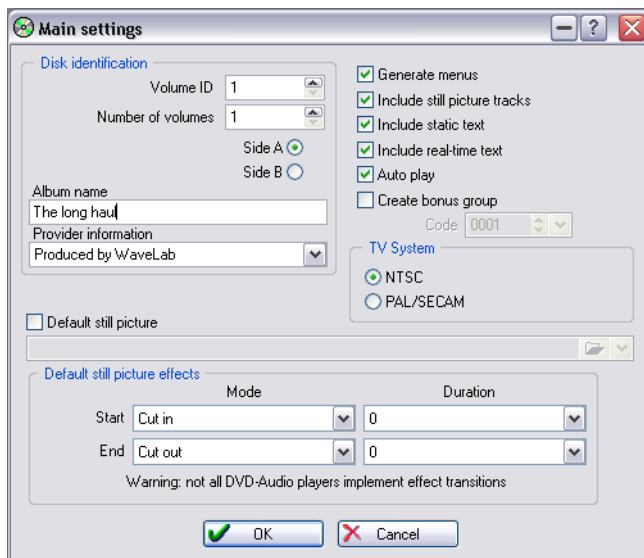 Main settings
Disk identification
Volume ID 1
Number of volumes 1
Side A
Side B
Album name
The long haul
Provider information
Produced by WaveLab
Generate menus
Include still picture tracks
Include static text
Include real-time text
Auto play
Create bonus group
Code 0001
TV System
NTSC
PAL/SECAM
Default still picture
Default still picture effects
Mode Duration
Start Cut in 0
End Cut out 0
Warning: not all DVD-Audio players implement effect transitions
OK Cancel